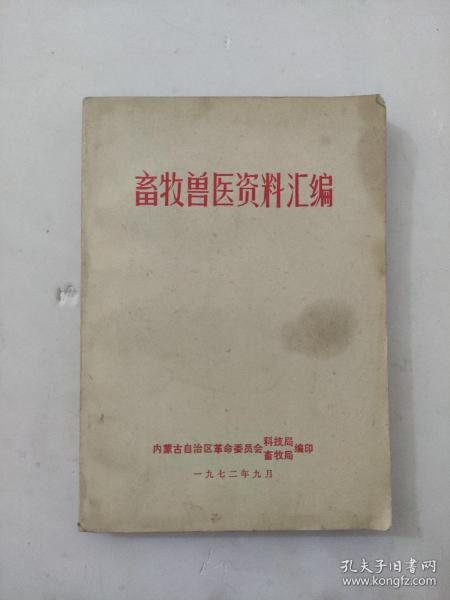 畜牧兽医资料汇编
内蒙古自治区革命委员会科技局畜牧局编印
一九七二年九月
孔夫子旧书网
www.kongfz.com